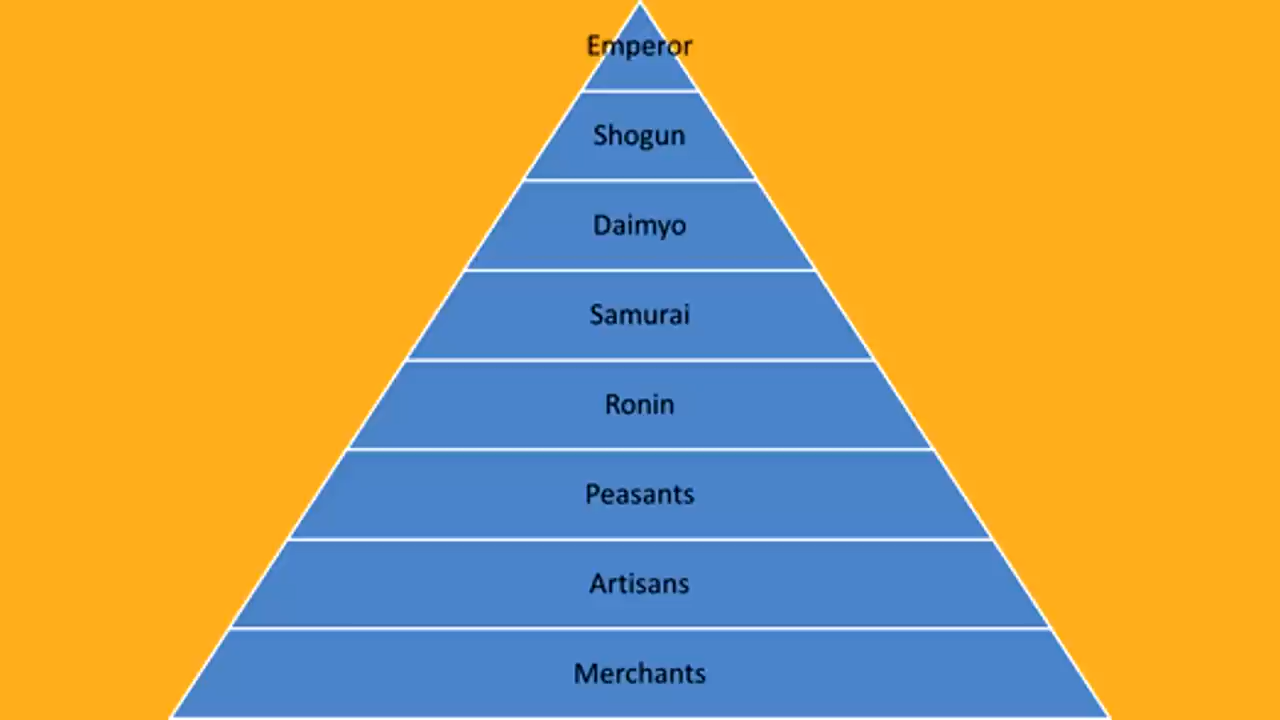 Emperor
Shogun
Daimyo
Samurai
Ronin
Peasants
Artisans
Merchants